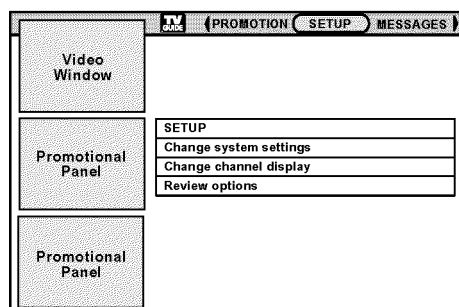 TV GUIDE PROMOTION SETUP MESSAGES
Video
Window
SETUP
Change system settings
Change channel display
Review options
Promotional
Panel
Promotional
Panel